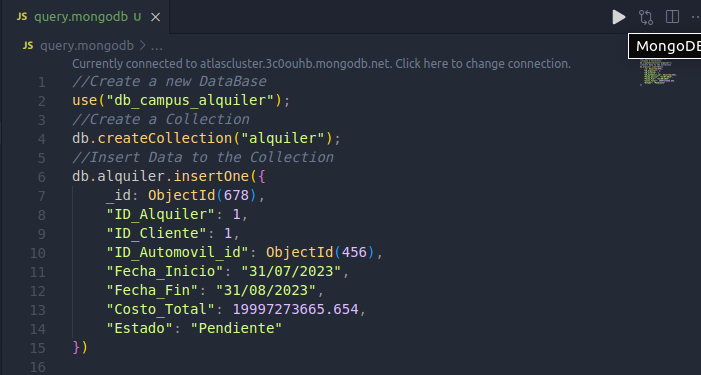 JS query.mongodb U
JS query.mongodb > ...
MongoDB
Currently connected to atlascluster.3c0ouhb.mongodb.net. Click here to change connection.
1 //Create a new DataBase
2 use("db_campus_alquiler");
3 //Create a Collection
4 db.createCollection("alquiler");
5 //Insert Data to the Collection
6 db.alquiler.insertOne({
7 _id: ObjectId(678),
8 "ID_Alquiler": 1,
9 "ID_Cliente": 1,
10 "ID_Automovil_id": ObjectId(456),
11 "Fecha_Inicio": "31/07/2023",
12 "Fecha_Fin": "31/08/2023",
13 "Costo_Total": 19997273665.654,
14 "Estado": "Pendiente"
15 })
16